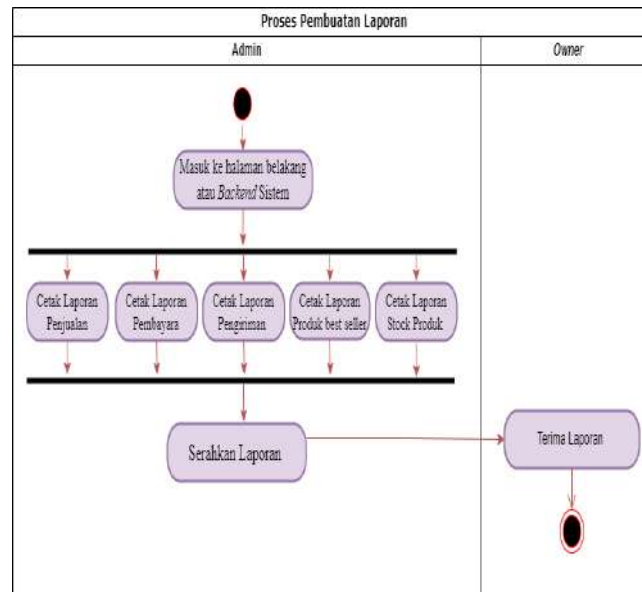 Proses Pembuatan Laporan
Admin
Owner
Masuk ke halaman belakang
atau Backend Sistem
Cetak Laporan
Penjualan
Cetak Laporan
Pembayara
Cetak Laporan
Pengiriman
Cetak Laporan
Produk best seller
Cetak Laporan
Stock Produk
Serahkan Laporan
Terima Laporan